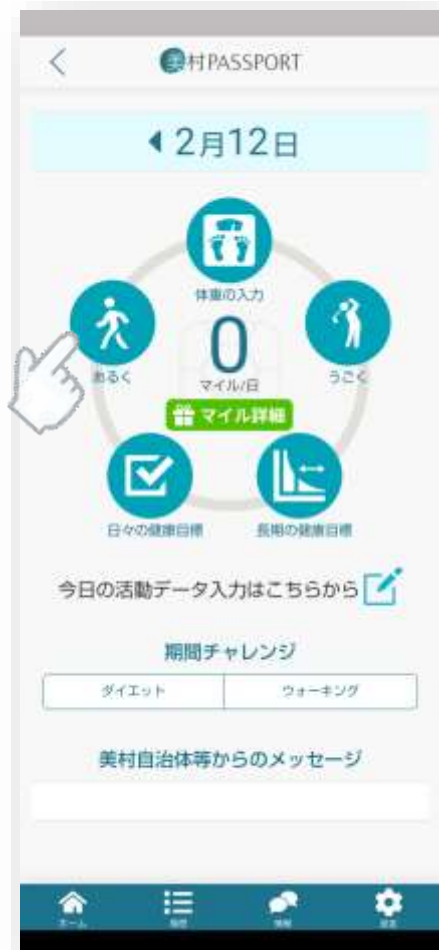 美村PASSPORT
2月12日
体重の入力
あるく
うごく
0
マイル/日
マイル詳細
日々の健康目標
長期の健康目標
今日の活動データ入力はこちらから
期間チャレンジ
ダイエット
ウォーキング
美村自治体等からのメッセージ
ホーム